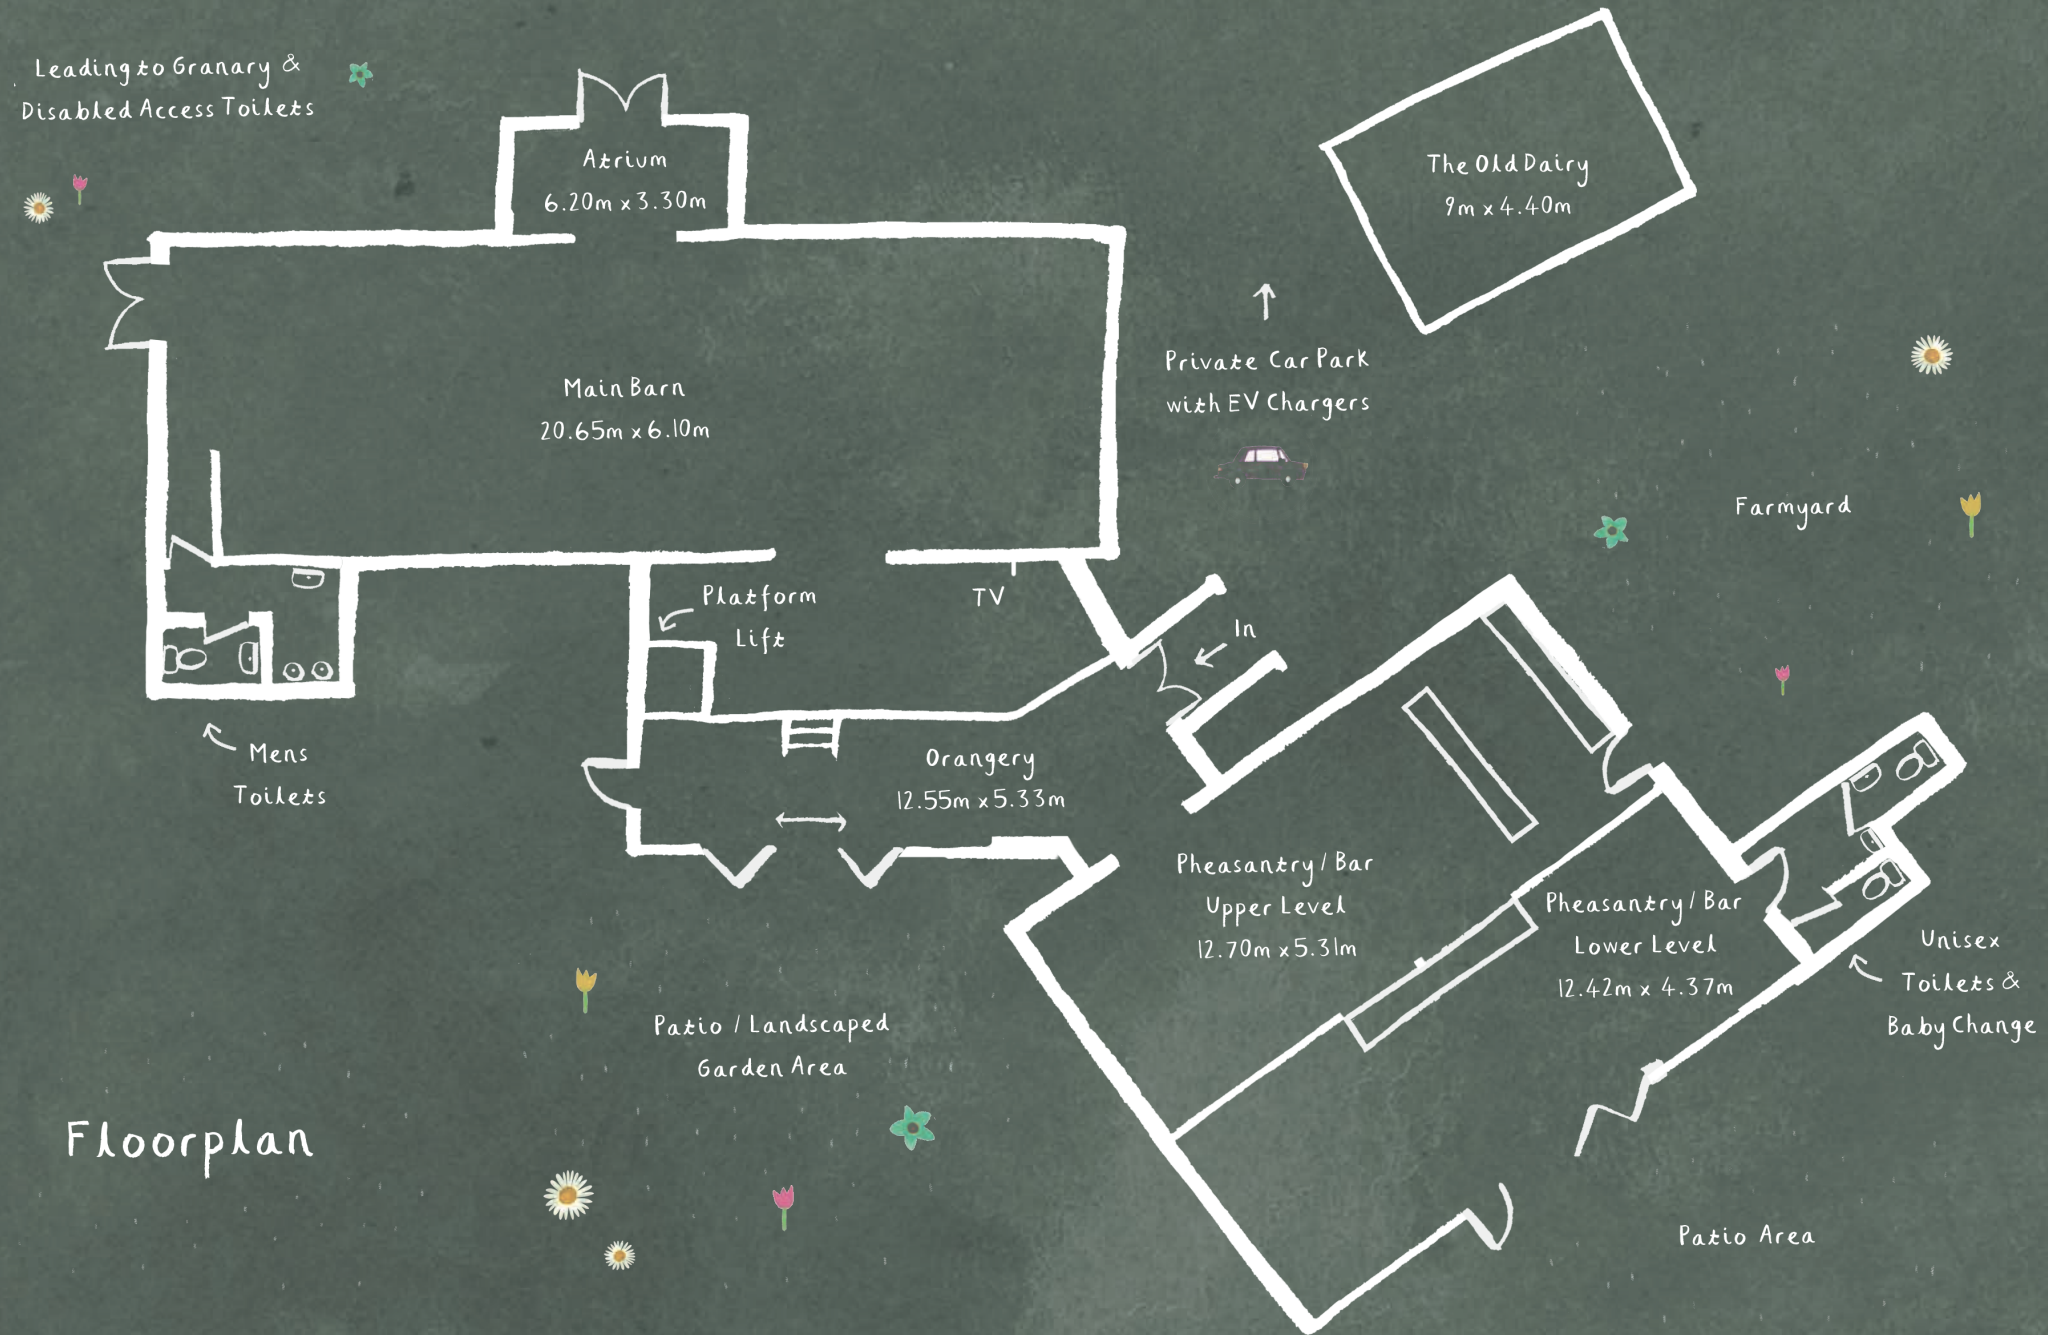 Leading to Granary &
Disabled Access Toilets
Atrium
6.20m x 3.30m
The Old Dairy
9m x 4.40m
Main Barn
20.65m x 6.10m
Private Car Park
with EV Chargers
Farmyard
Platform
Lift
TV
In
Mens
Toilets
Orangery
12.55m x 5.33m
Pheasantry / Bar
Upper Level
12.70m x 5.31m
Pheasantry / Bar
Lower Level
12.42m x 4.37m
Unisex
Toilets &
Baby Change
Patio / Landscaped
Garden Area
Floorplan
Patio Area